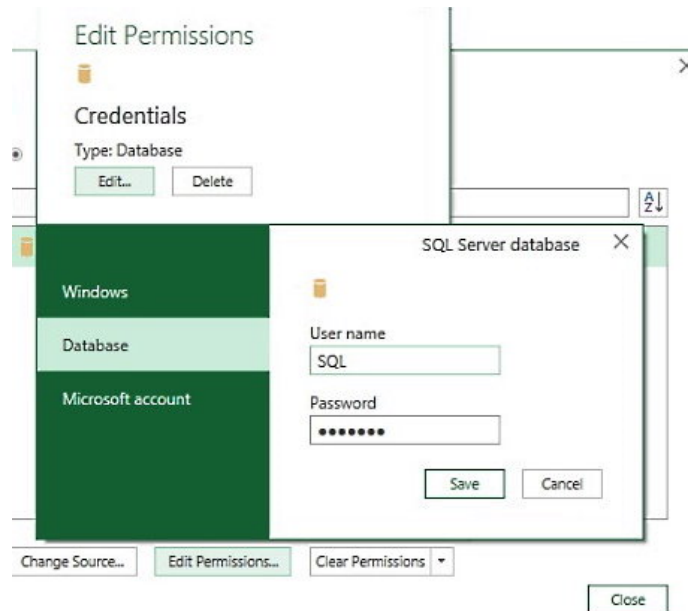 Edit Permissions
Credentials
Type: Database
Edit...
Delete
A
Z
SQL Server database
Windows
Database
Microsoft account
User name
SQL
Password
•••••••
Save
Cancel
Change Source...
Edit Permissions...
Clear Permissions
Close